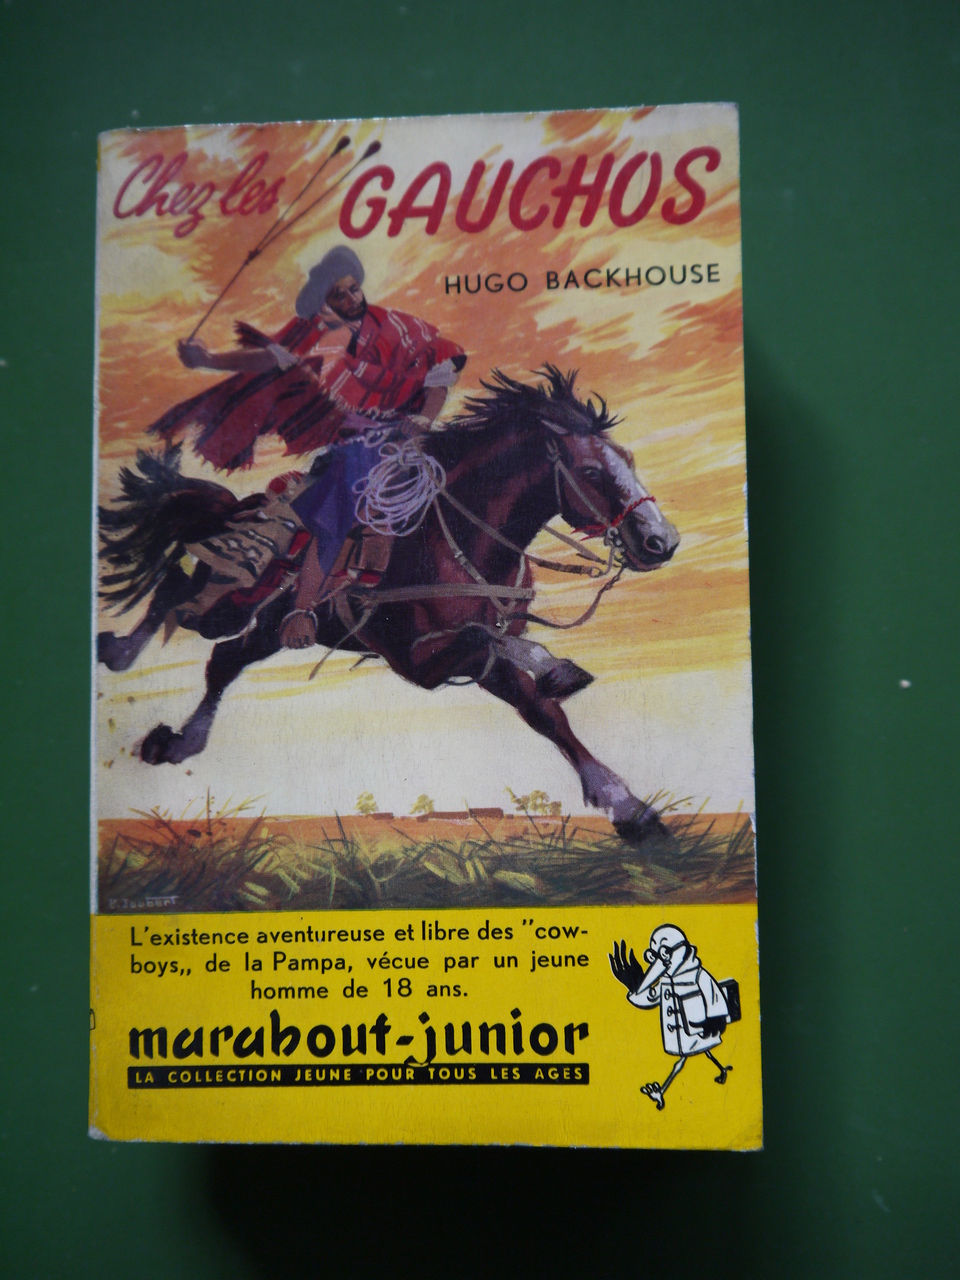 Chez les GAUCHOS
HUGO BACKHOUSE
P. Joubert
L'existence aventureuse et libre des "cow-
boys„ de la Pampa, vécue par un jeune
homme de 18 ans.
marabout-junior
LA COLLECTION JEUNE POUR TOUS LES AGES